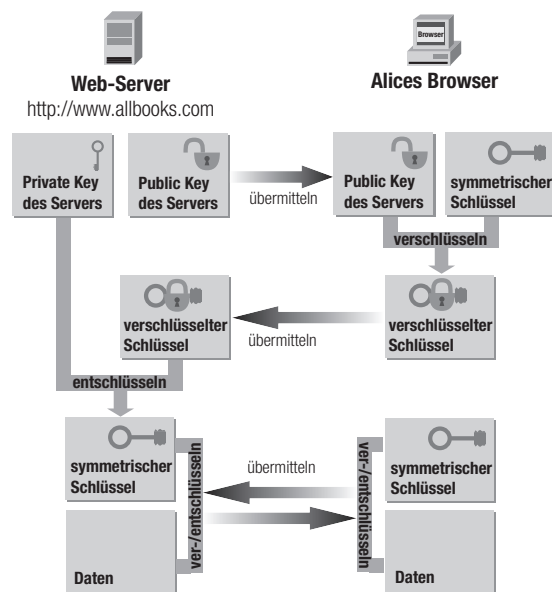 Browser
Web-Server
Alices Browser
http://www.allbooks.com
Private Key
des Servers
Public Key
des Servers
übermitteln
Public Key
des Servers
symmetrischer
Schlüssel
verschlüsseln
verschlüsselter
Schlüssel
übermitteln
verschlüsselter
Schlüssel
entschlüsseln
symmetrischer
Schlüssel
ver-/entschlüsseln
übermitteln
ver-/entschlüsseln
symmetrischer
Schlüssel
Daten
Daten